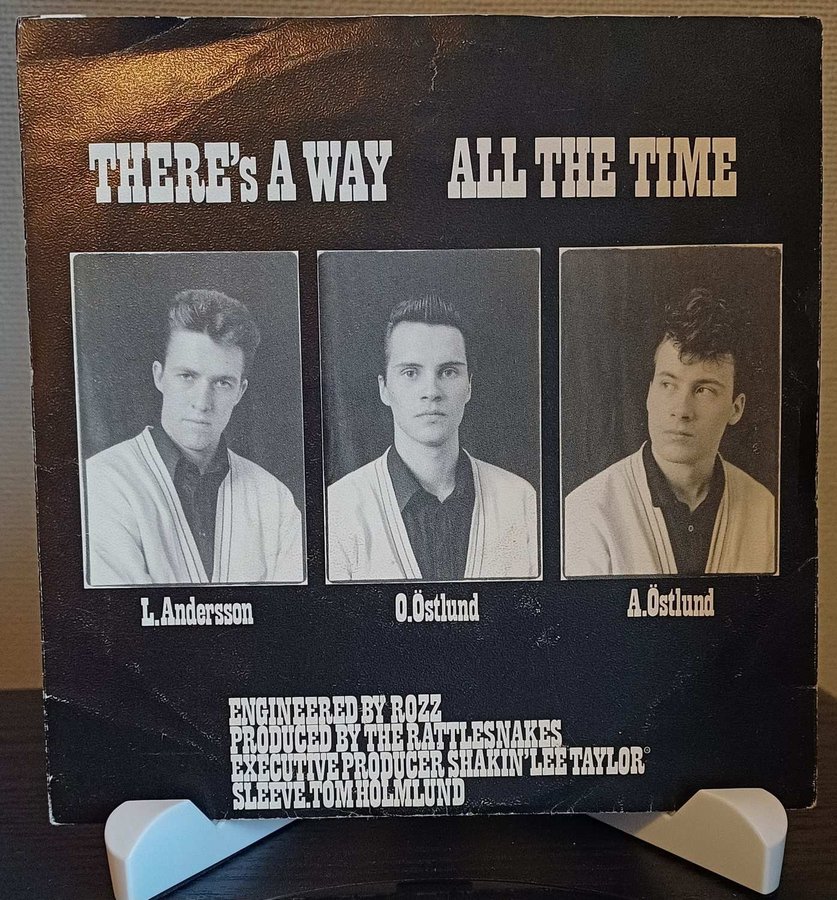 THERE's A WAY ALL THE TIME
L.Andersson O.Östlund A.Östlund
ENGINEERED BY ROZZ
PRODUCED BY THE RATTLESNAKES
EXECUTIVE PRODUCER SHAKIN' LEE TAYLOR
SLEEVE.TOM HOLMLUND